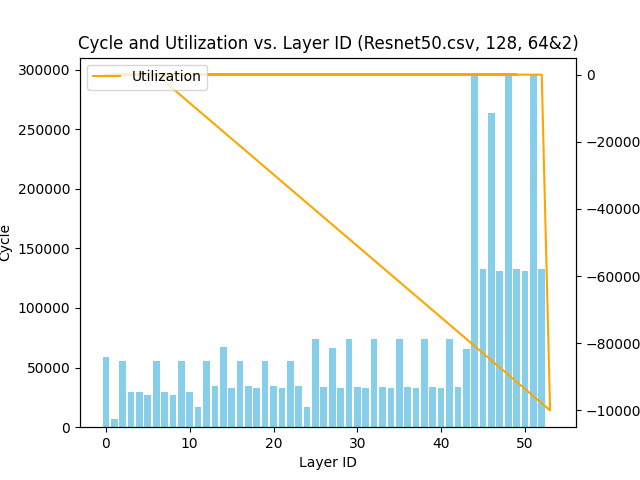 Cycle and Utilization vs. Layer ID (Resnet50.csv, 128, 64&2)
Utilization
300000
250000
200000
150000
100000
50000
0
Cycle
0
−20000
−40000
−60000
−80000
−100000
0 10 20 30 40 50
Layer ID